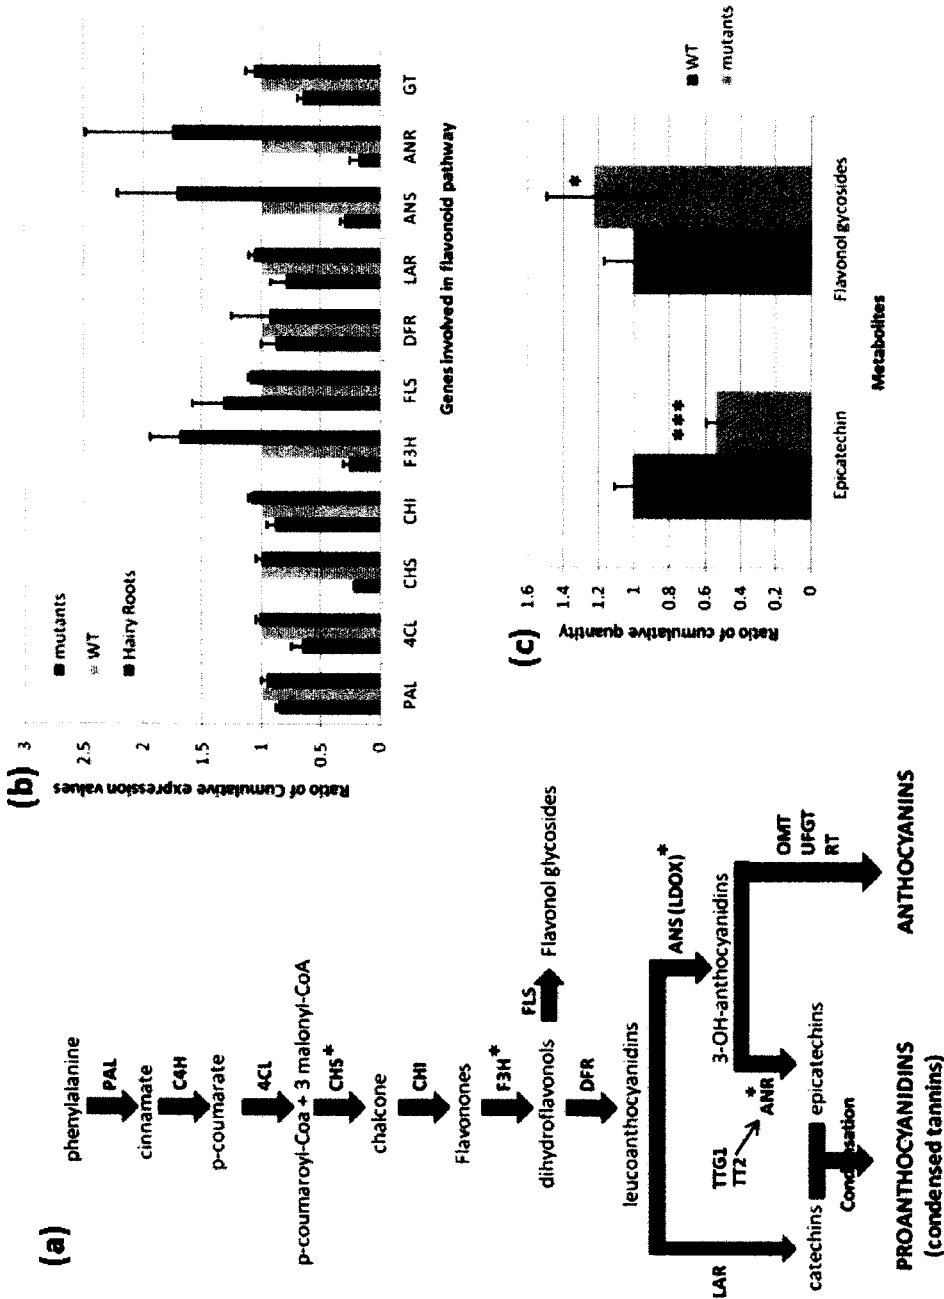 (a)
phenylalanine
PAL
cinnamate
C4H
p-coumarate
4CL
p-coumaroyl-Coa + 3 malonyl-CoA
CHS*
chalcone
CHI
Flavonones
F3H*
dihydroflavonols
FLS
Flavonol glycosides
DFR
leucoanthocyanidins
LAR
ANS (LDOX)*
3-OH-anthocyanidins
TTG1
TT2
*
ANR
OMT
UFGT
RT
catechins
epicatechins
Condensation
PROANTHOCYANIDINS
(condensed tannins)
ANTHOCYANINS
(b)
Ratio of Cumulative expression values
3
2.5
2
1.5
1
0.5
0
mutants
WT
Hairy Roots
PAL 4CL CHS CHI F3H FLS DFR LAR ANS ANR GT
Genes involved in flavonoid pathway
(c)
Ratio of cumulative quantity
1.6
1.4
1.2
1
0.8
0.6
0.4
0.2
0
***
*
WT
mutants
Epicatechin Flavonol gycosides
Metabolites